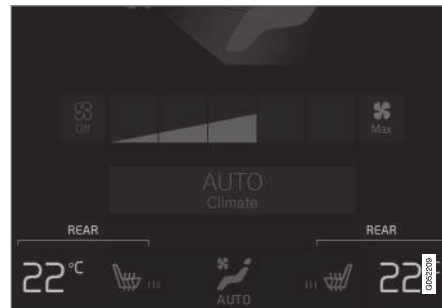 Off
Max
AUTO
Climate
REAR REAR
22°C 22°
AUTO
G052209